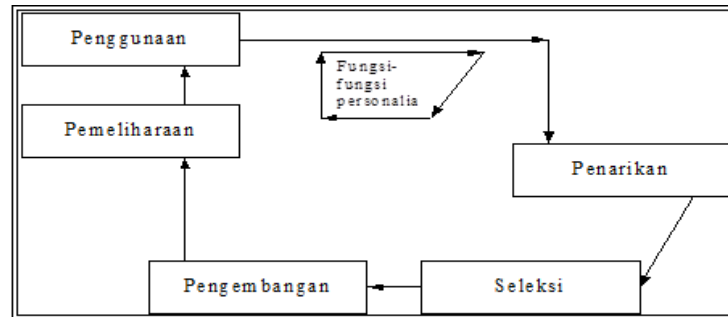 Penggunaan
Fungsi-
fungsi
personalia
Pemeliharaan
Penarikan
Pengembangan
Seleksi